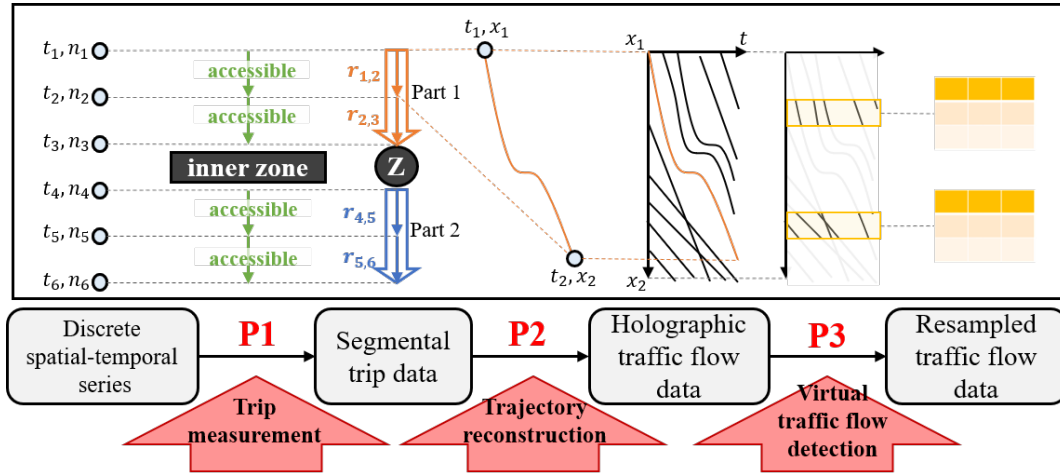 t₁, n₁
accessible
t₂, n₂
accessible
t₃, n₃
inner zone
t₄, n₄
accessible
t₅, n₅
accessible
t₆, n₆
r₁,₂
Part 1
r₂,₃
Z
r₄,₅
Part 2
r₅,₆
t₁, x₁
t₂, x₂
x₁
t
x₂
Discrete
spatial-temporal
series
P1
Segmental
trip data
P2
Holographic
traffic flow
data
P3
Resampled
traffic flow
data
Trip
measurement
Trajectory
reconstruction
Virtual
traffic flow
detection